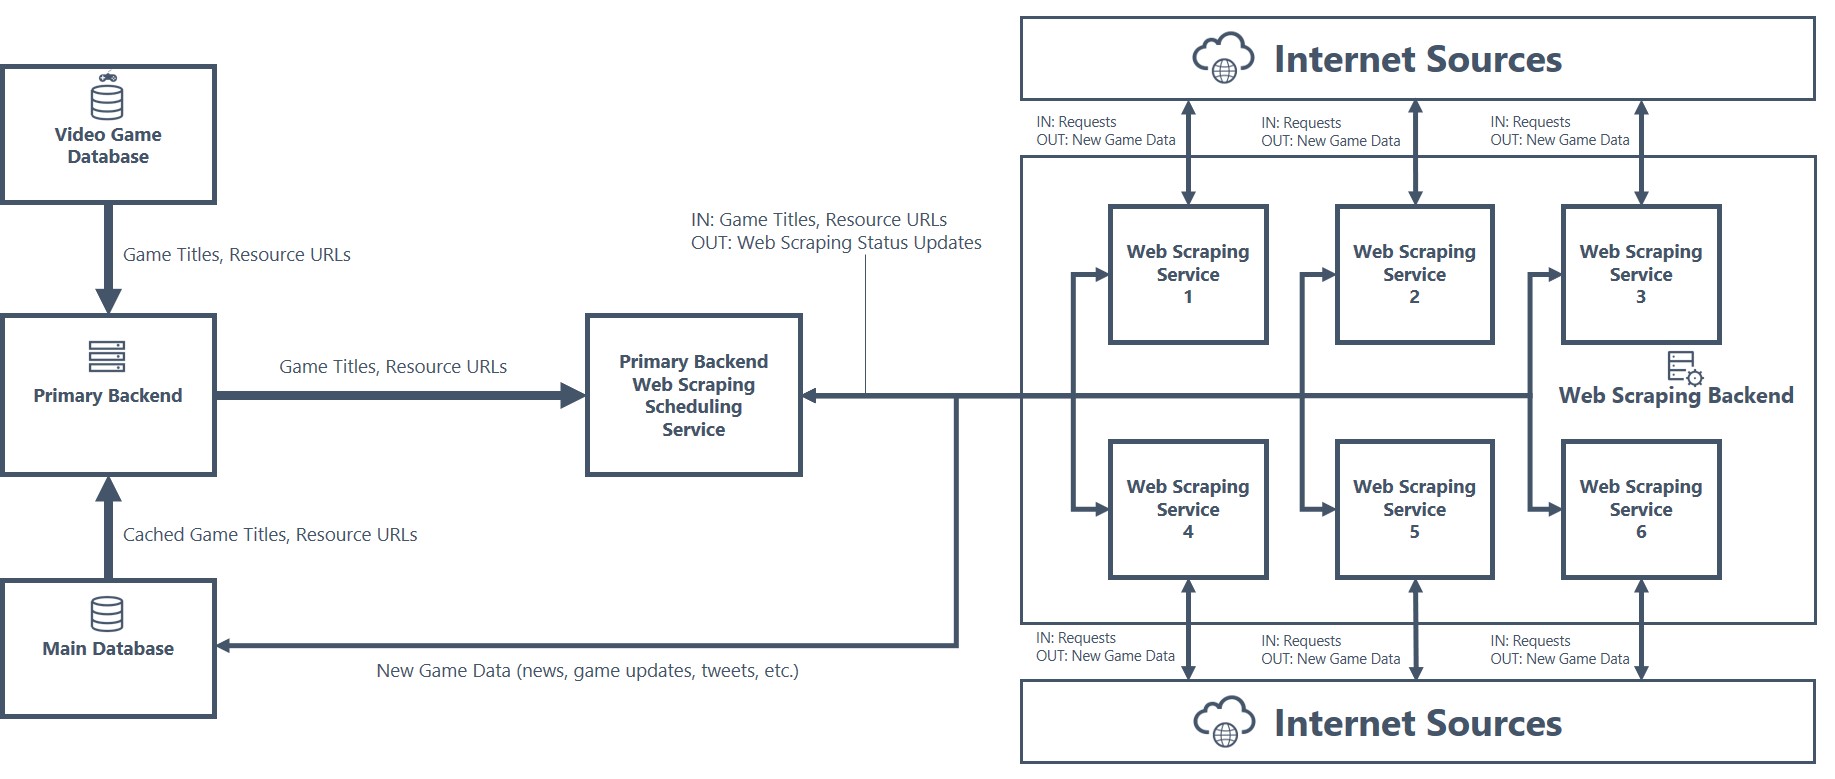 Internet Sources
IN: Requests
OUT: New Game Data
IN: Requests
OUT: New Game Data
IN: Requests
OUT: New Game Data
Video Game
Database
Game Titles, Resource URLs
IN: Game Titles, Resource URLs
OUT: Web Scraping Status Updates
Web Scraping
Service
1
Web Scraping
Service
2
Web Scraping
Service
3
Primary Backend
Game Titles, Resource URLs
Primary Backend
Web Scraping
Scheduling
Service
Web Scraping Backend
Web Scraping
Service
4
Web Scraping
Service
5
Web Scraping
Service
6
Cached Game Titles, Resource URLs
Main Database
New Game Data (news, game updates, tweets, etc.)
IN: Requests
OUT: New Game Data
IN: Requests
OUT: New Game Data
IN: Requests
OUT: New Game Data
Internet Sources